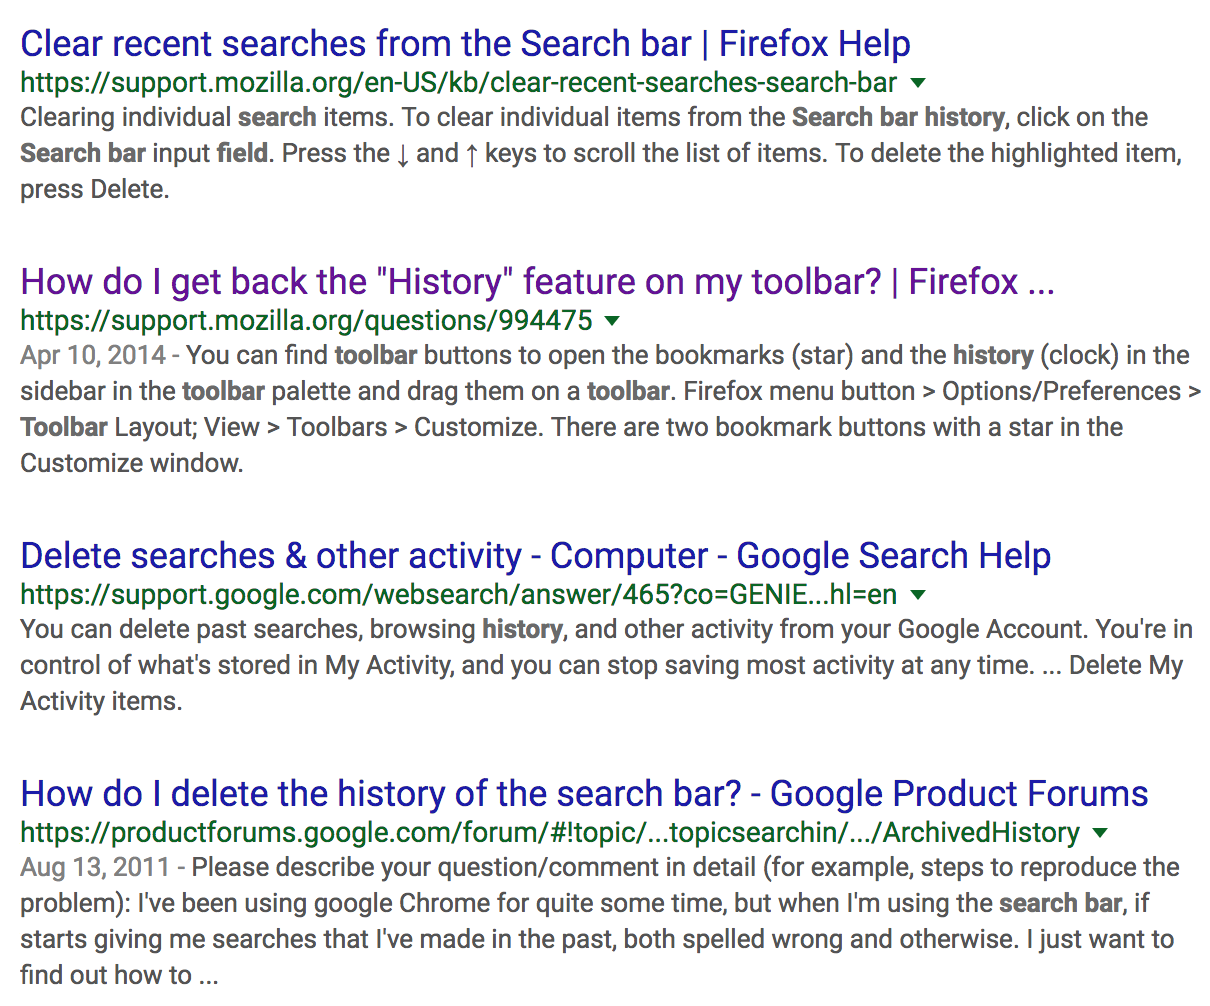 Clear recent searches from the Search bar | Firefox Help
https://support.mozilla.org/en-US/kb/clear-recent-searches-search-bar
Clearing individual search items. To clear individual items from the Search bar history, click on the
Search bar input field. Press the ↓ and ↑ keys to scroll the list of items. To delete the highlighted item,
press Delete.
How do I get back the "History" feature on my toolbar? | Firefox ...
https://support.mozilla.org/questions/994475
Apr 10, 2014 - You can find toolbar buttons to open the bookmarks (star) and the history (clock) in the
sidebar in the toolbar palette and drag them on a toolbar. Firefox menu button > Options/Preferences >
Toolbar Layout; View > Toolbars > Customize. There are two bookmark buttons with a star in the
Customize window.
Delete searches & other activity - Computer - Google Search Help
https://support.google.com/websearch/answer/465?co=GENIE...hl=en
You can delete past searches, browsing history, and other activity from your Google Account. You're in
control of what's stored in My Activity, and you can stop saving most activity at any time. ... Delete My
Activity items.
How do I delete the history of the search bar? - Google Product Forums
https://productforums.google.com/forum/#!topic/...topicsearchin/.../ArchivedHistory
Aug 13, 2011 - Please describe your question/comment in detail (for example, steps to reproduce the
problem): I've been using google Chrome for quite some time, but when I'm using the search bar, if
starts giving me searches that I've made in the past, both spelled wrong and otherwise. I just want to
find out how to ...